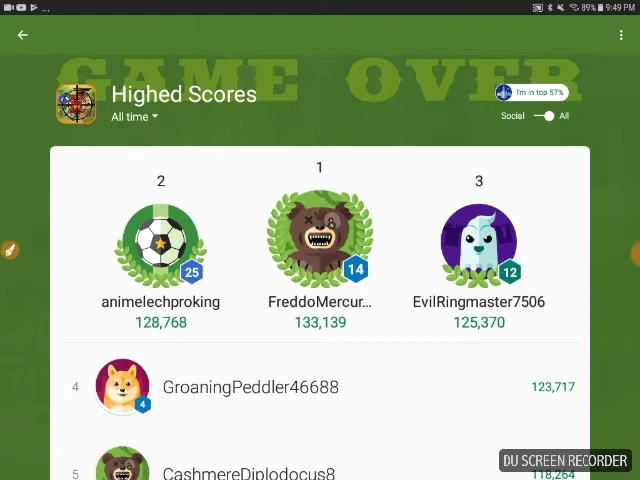 ...
89% 9:49 PM
GAME OVER
Highed Scores
I'm in top 57%
All time
Social All
2
1
3
25
14
12
animelechproking
FreddoMercur...
EvilRingmaster7506
128,768
133,139
125,370
4
4
GroaningPeddler46688
123,717
5
CashmereDiplodocus8
118,264
DU SCREEN RECORDER